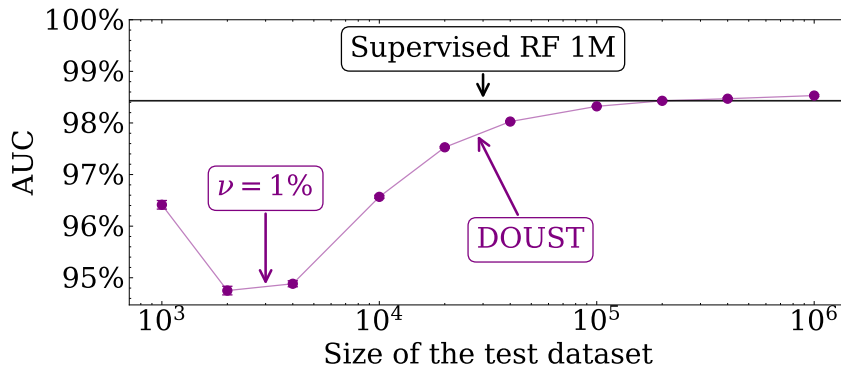 100%
99%
98%
97%
96%
95%
AUC
Supervised RF 1M
ν = 1%
DOUST
10³
10⁴
10⁵
10⁶
Size of the test dataset